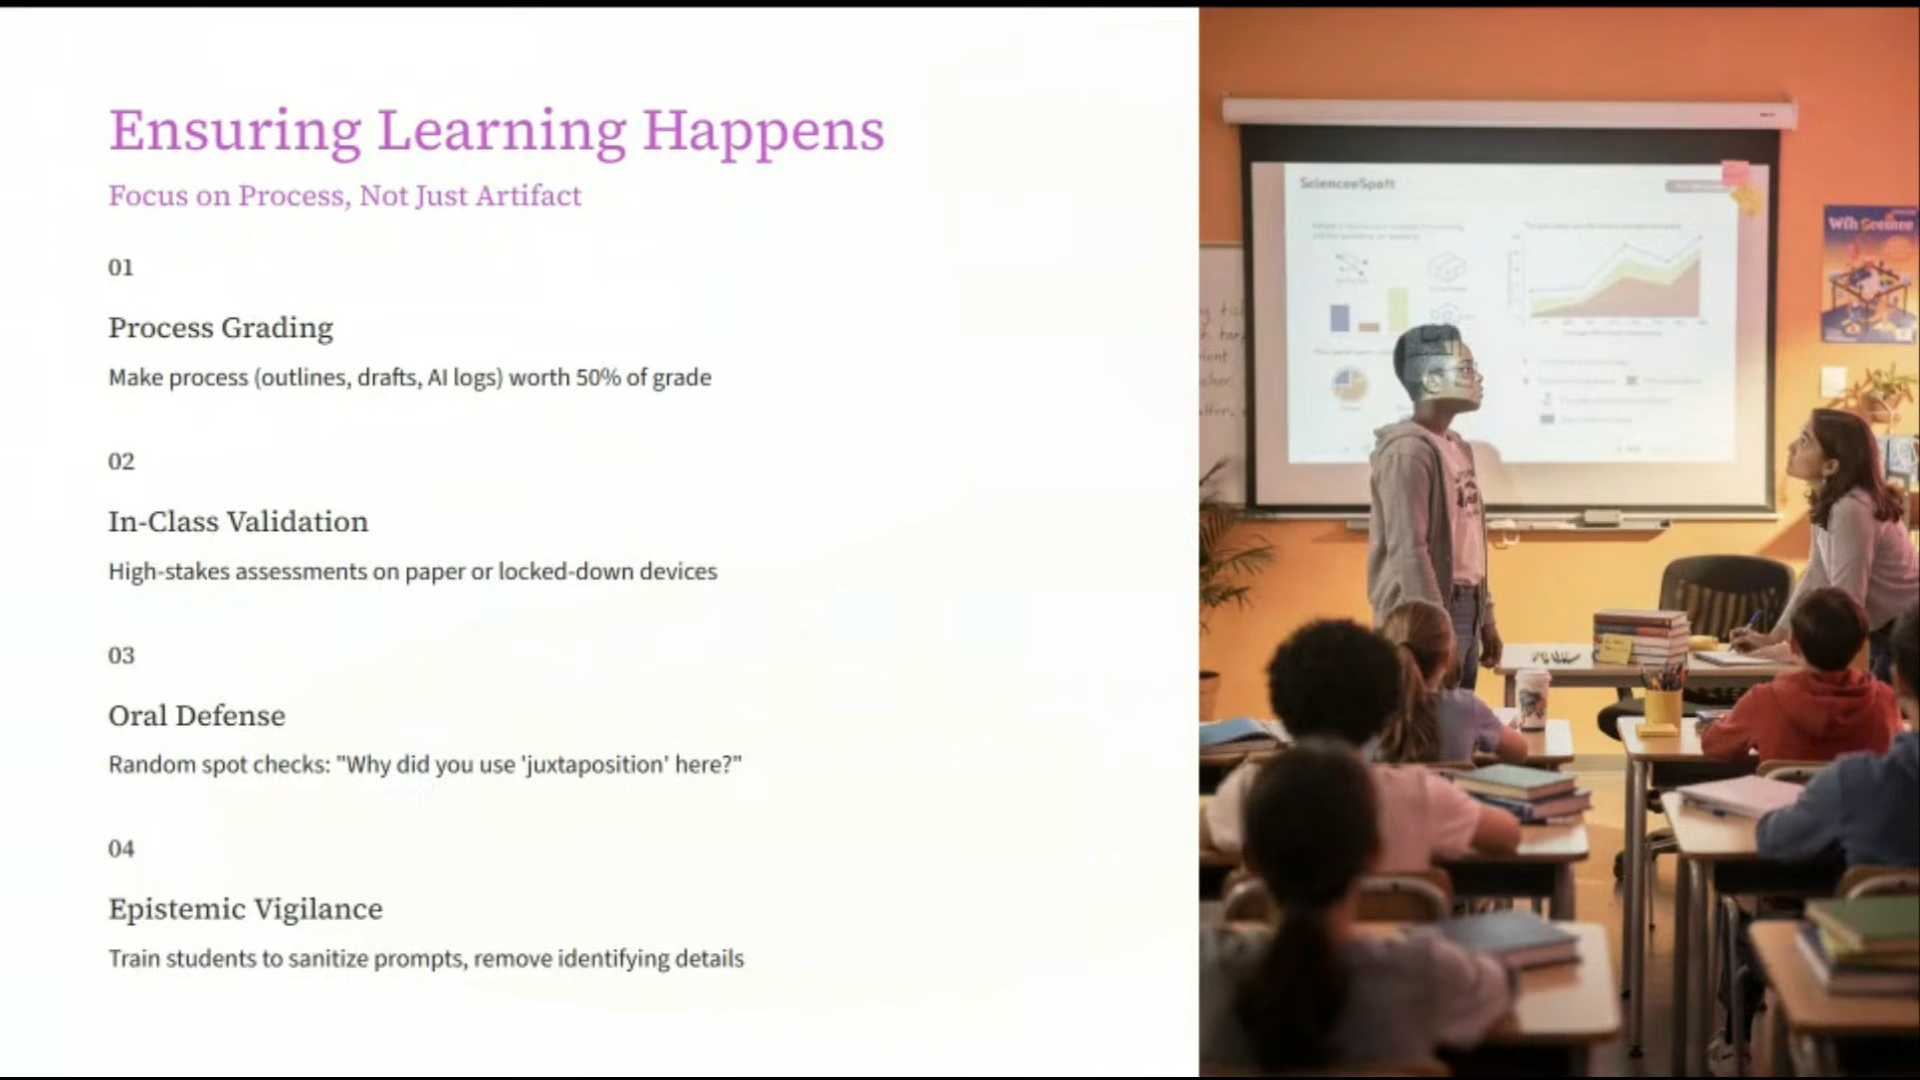 Ensuring Learning Happens
Focus on Process, Not Just Artifact
01
Process Grading
Make process (outlines, drafts, AI logs) worth 50% of grade
02
In-Class Validation
High-stakes assessments on paper or locked-down devices
03
Oral Defense
Random spot checks: "Why did you use 'juxtaposition' here?"
04
Epistemic Vigilance
Train students to sanitize prompts, remove identifying details
ScienceeSpaft
Wih Sceemce